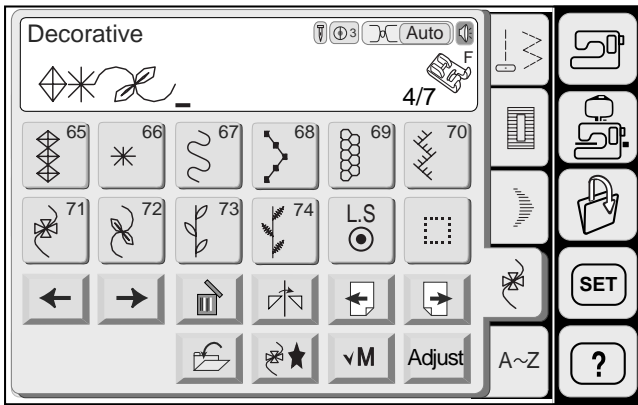 Decorative
3
Auto
F
4/7
65 66 67 68 69 70
71 72 73 74 L.S
SET
M Adjust A~Z ?